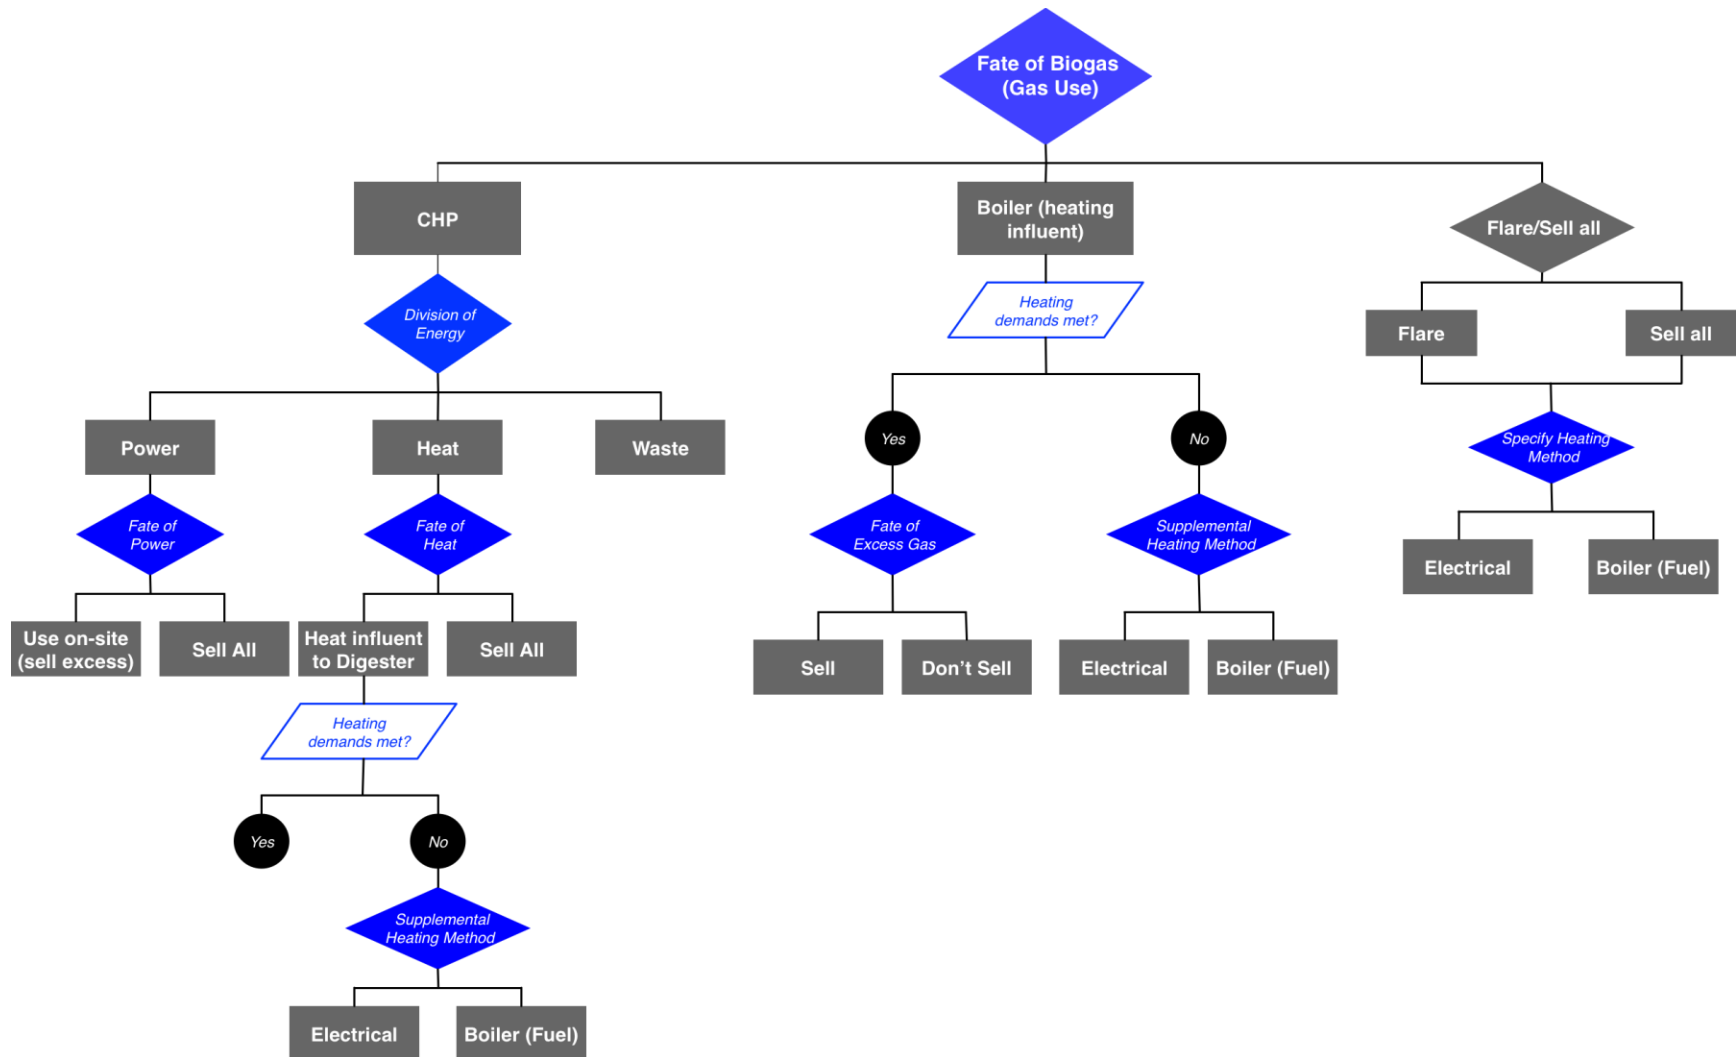 Fate of Biogas
(Gas Use)
CHP
Boiler (heating
influent)
Flare/Sell all
Division of
Energy
Heating
demands met?
Flare
Sell all
Power
Heat
Waste
Yes
No
Specify Heating
Method
Fate of
Power
Fate of
Heat
Fate of
Excess Gas
Supplemental
Heating Method
Electrical
Boiler (Fuel)
Use on-site
(sell excess)
Sell All
Heat influent
to Digester
Sell All
Sell
Don't Sell
Electrical
Boiler (Fuel)
Heating
demands met?
Yes
No
Supplemental
Heating Method
Electrical
Boiler (Fuel)